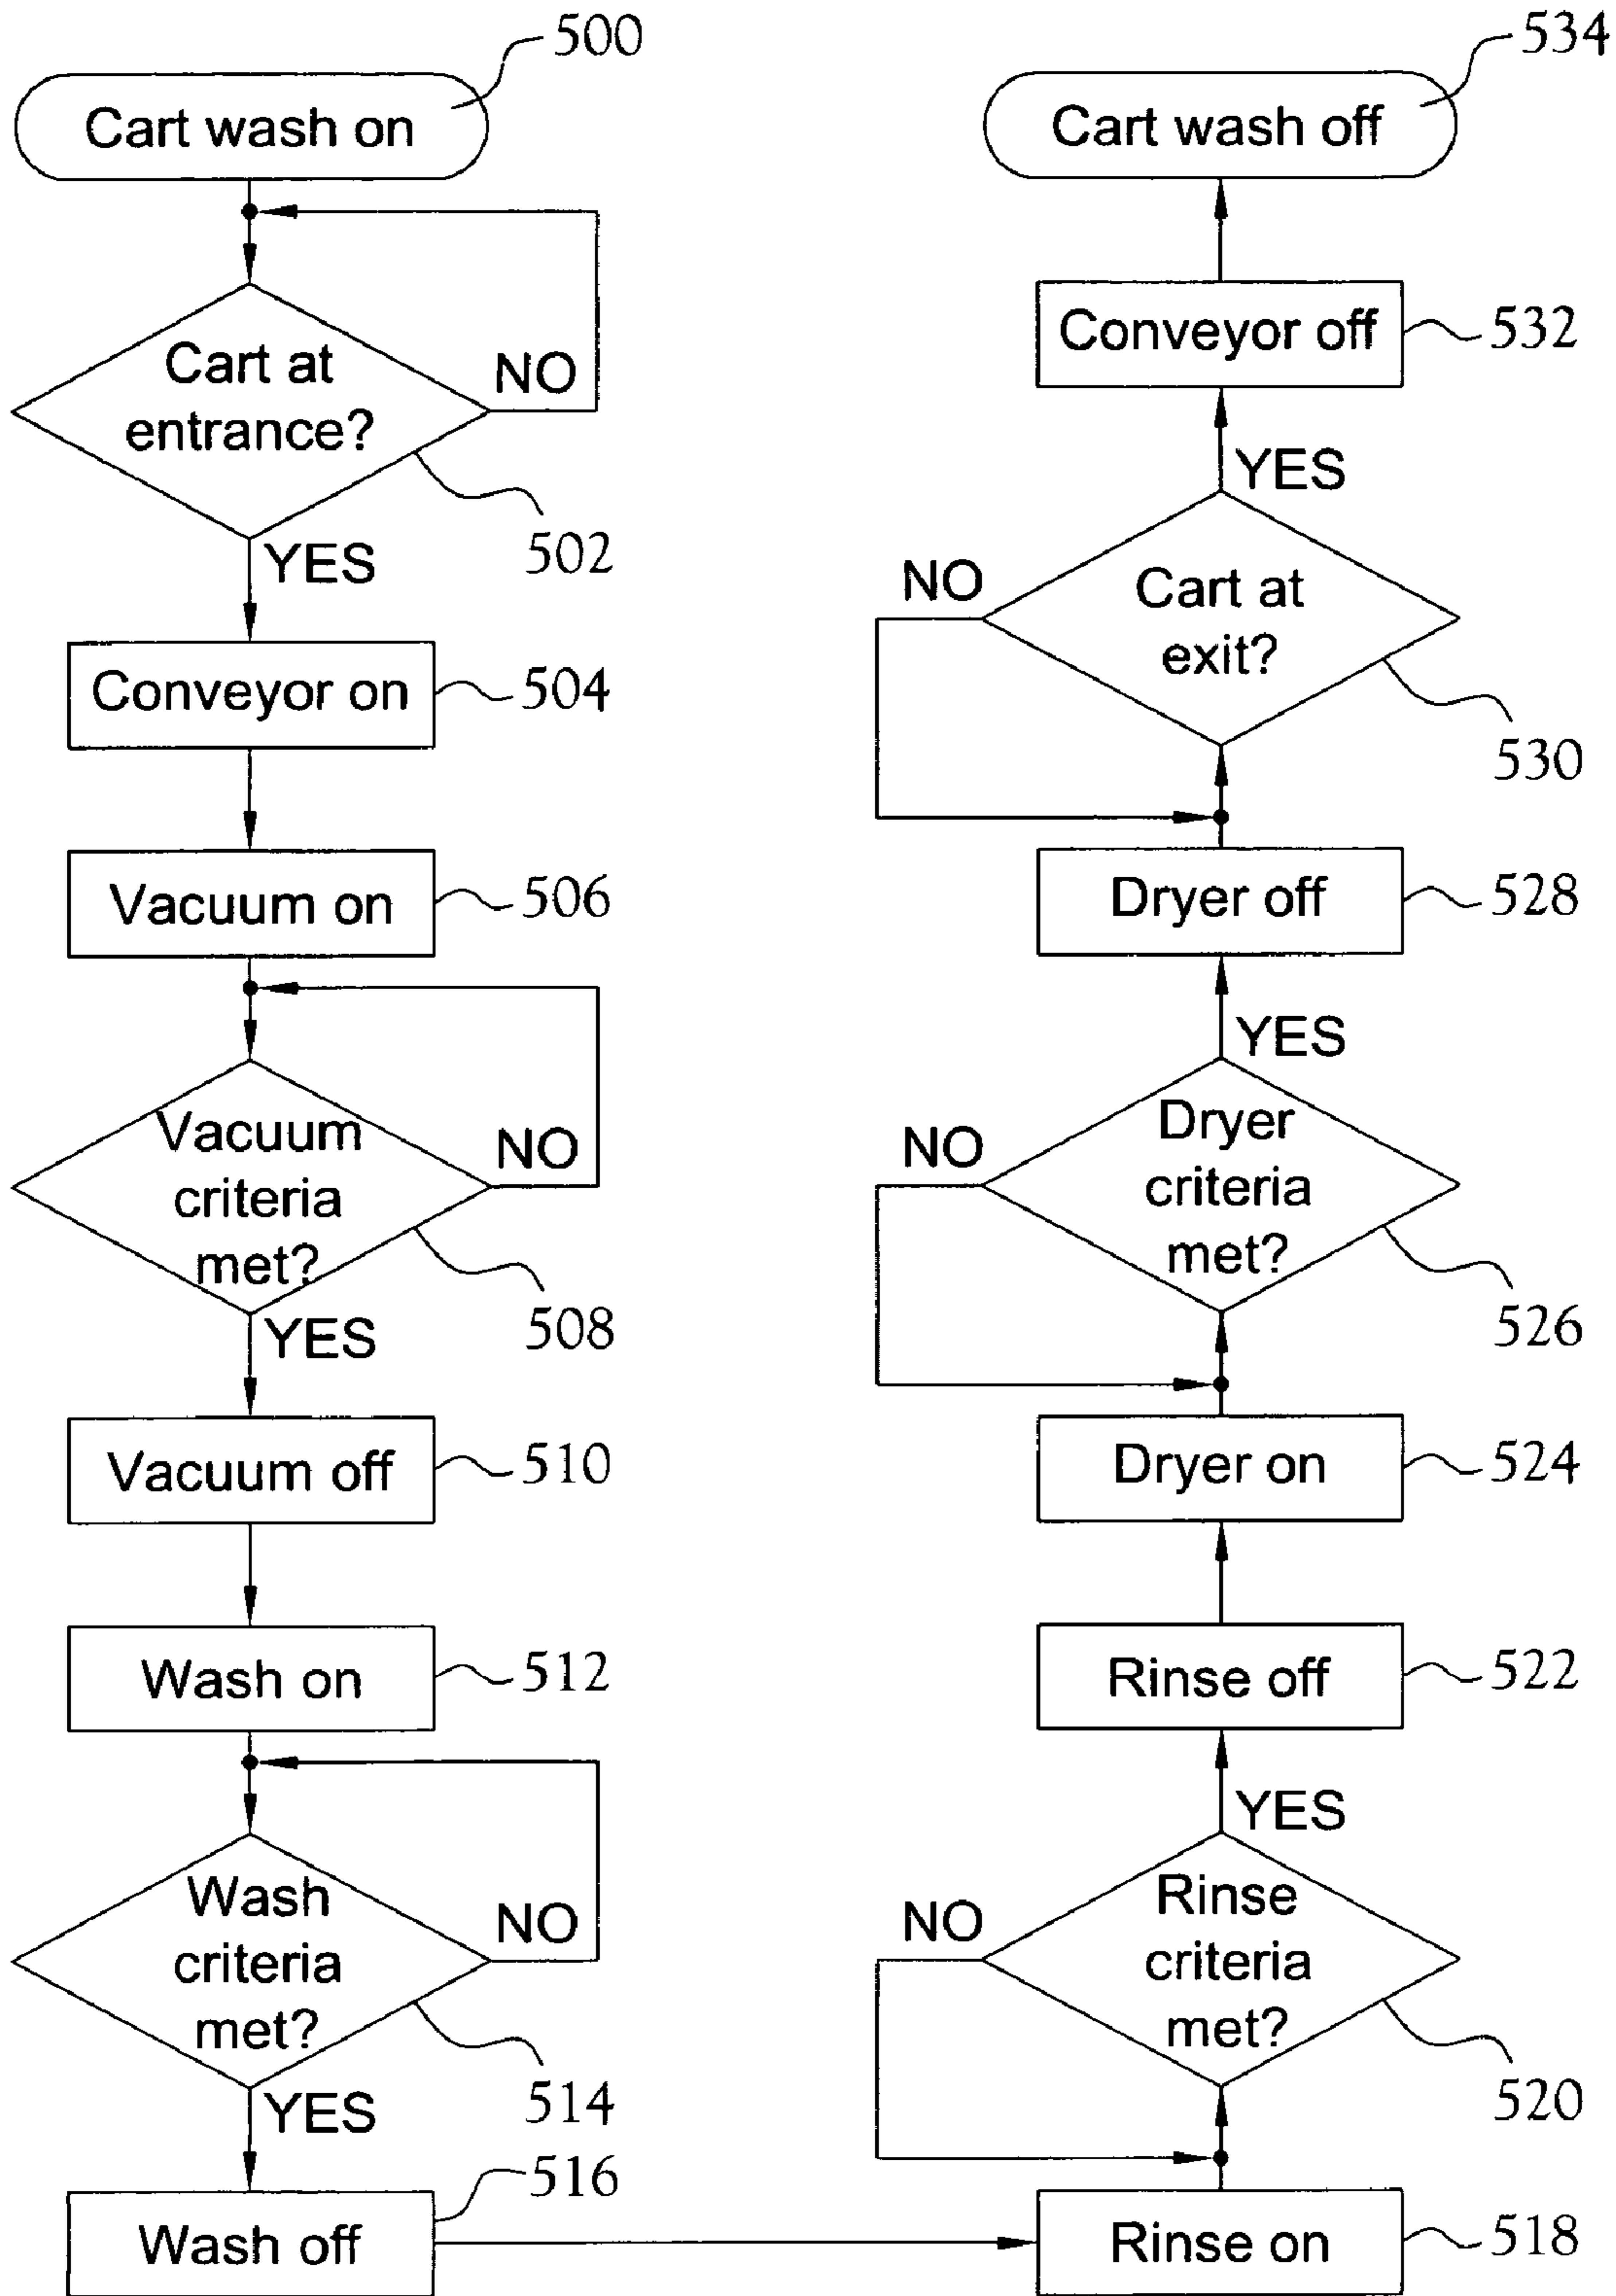 500
Cart wash on
Cart at
entrance?
NO
502
YES
Conveyor on
504
Vacuum on
506
Vacuum
criteria
met?
NO
508
YES
Vacuum off
510
Wash on
512
Wash
criteria
met?
NO
514
YES
516
Wash off
Rinse on
518
Rinse
criteria
met?
NO
520
YES
Rinse off
522
Dryer on
524
Dryer
criteria
met?
NO
526
YES
Dryer off
528
Cart at
exit?
NO
530
YES
Conveyor off
532
Cart wash off
534